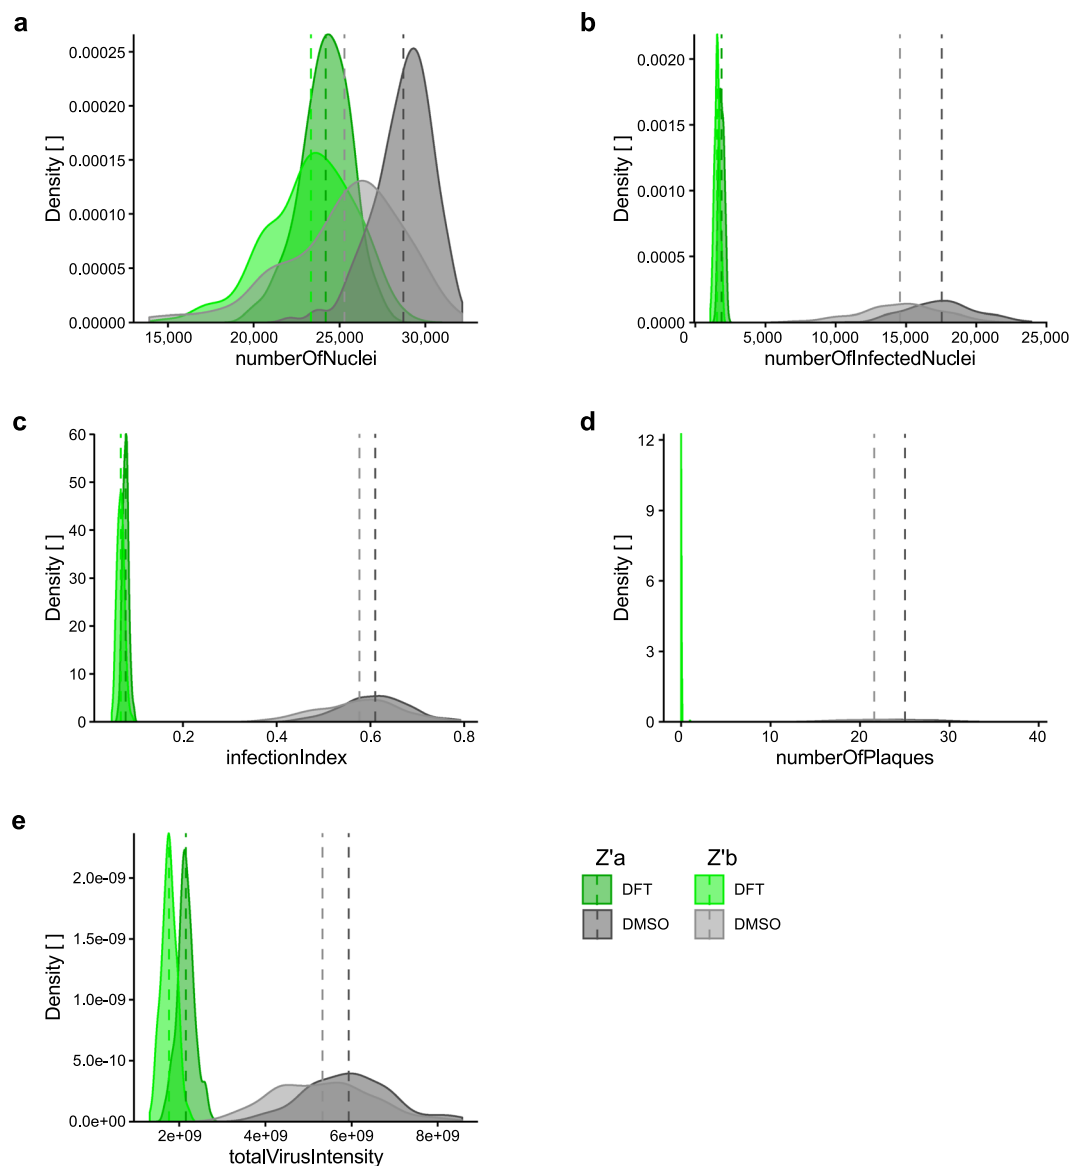 a
Density [ ]
0.00025
0.00020
0.00015
0.00010
0.00005
0.00000
15,000 20,000 25,000 30,000
numberOfNuclei
b
Density [ ]
0.0020
0.0015
0.0010
0.0005
0.0000
0 5,000 10,000 15,000 20,000 25,000
numberOfInfectedNuclei
c
Density [ ]
60
50
40
30
20
10
0
0.2 0.4 0.6 0.8
infectionIndex
d
Density [ ]
12
9
6
3
0
0 10 20 30 40
numberOfPlaques
e
Density [ ]
2.0e-09
1.5e-09
1.0e-09
5.0e-10
0.0e+00
2e+09 4e+09 6e+09 8e+09
totalVirusIntensity
Z'a Z'b
DFT DFT
DMSO DMSO